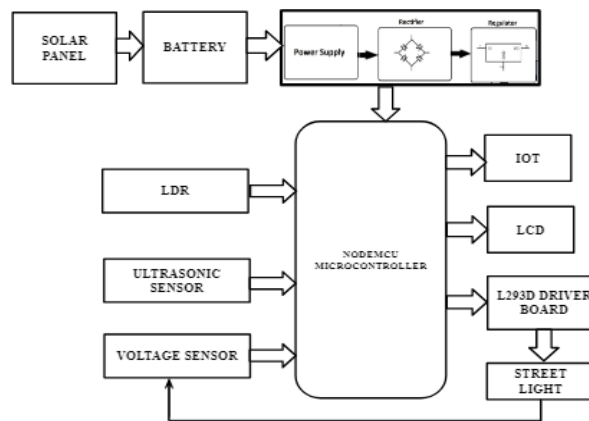 SOLAR
PANEL
BATTERY
Power Supply
Rectifier
Regulator
LDR
ULTRASONIC
SENSOR
VOLTAGE SENSOR
NODEMCU
MICROCONTROLLER
IOT
LCD
L293D DRIVER
BOARD
STREET
LIGHT